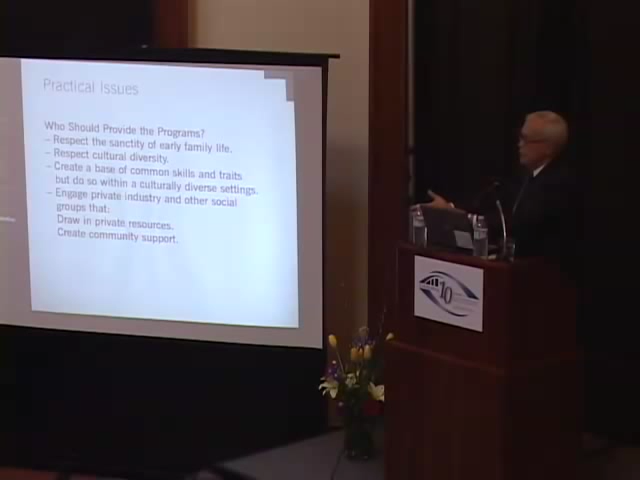 Practical Issues
Who Should Provide the Programs?
– Respect the sanctity of early family life.
– Respect cultural diversity.
– Create a base of common skills and traits
but do so within a culturally diverse settings.
– Engage private industry and other social
groups that:
Draw in private resources.
Create community support.
10